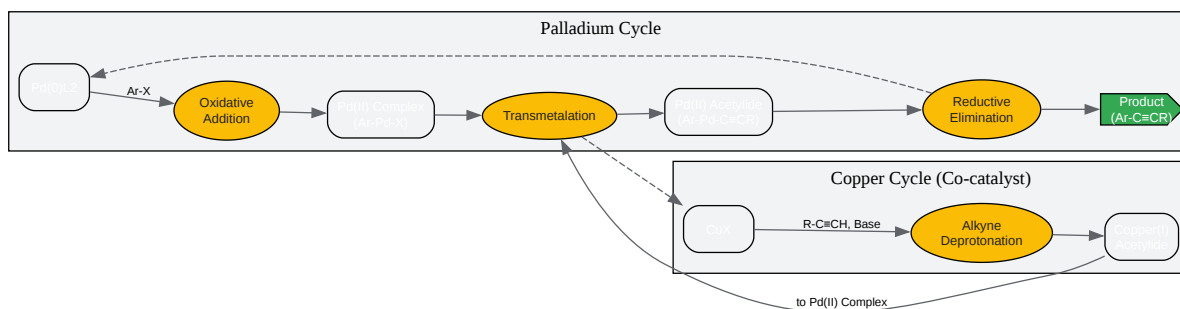 Palladium Cycle
Pd(0)L2
Ar-X
Oxidative
Addition
Pd(II) Complex
(Ar-Pd-X)
Transmetalation
Pd(II) Acetylide
(Ar-Pd-C≡CR)
Reductive
Elimination
Product
(Ar-C≡CR)
Copper Cycle (Co-catalyst)
CuX
R-C≡CH, Base
Alkyne
Deprotonation
Copper(I)
Acetylide
to Pd(II) Complex